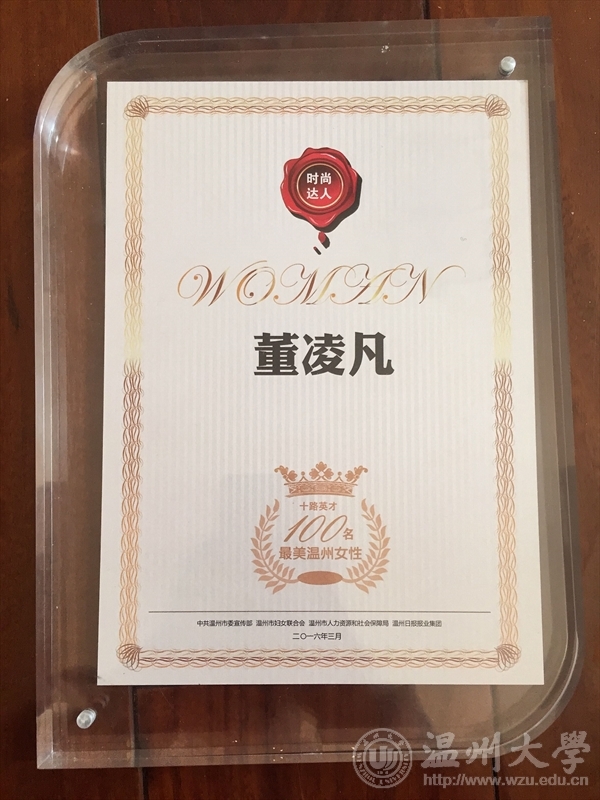 时尚
达人
WOMAN
董凌凡
十路英才
100名
最美温州女性
中共温州市委宣传部 温州市妇女联合会 温州市人力资源和社会保障局 温州日报报业集团
二〇一六年三月
温州大學
http://www.wzu.edu.cn